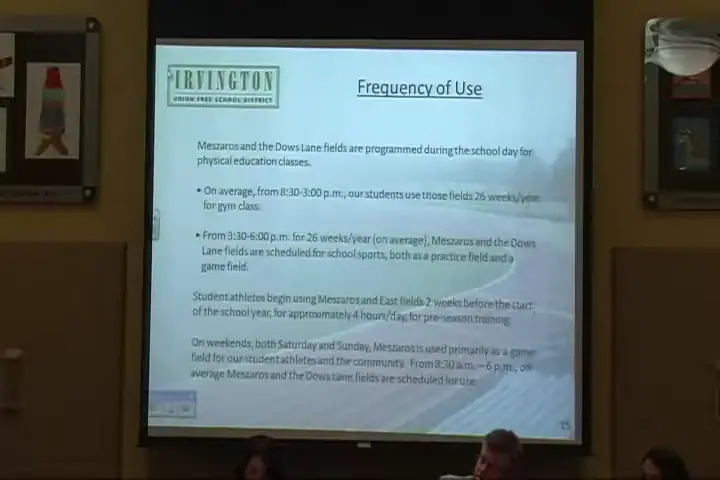 IRVINGTON
UNION FREE SCHOOL DISTRICT
Frequency of Use
Meszaros and the Dows Lane fields are programmed during the school day for
physical education classes.
• On average, from 8:30-3:00 p.m., our students use those fields 26 weeks/year
for gym class.
• From 3:30-6:00 p.m. for 26 weeks/year (on average), Meszaros and the Dows
Lane fields are scheduled for school sports, both as a practice field and a
game field.
Student athletes begin using Meszaros and East fields 2 weeks before the start
of the school year, for approximately 4 hours/day, for pre-season training.
On weekends, both Saturday and Sunday, Meszaros is used primarily as a game
field for our student athletes and the community. From 8:30 a.m. – 6 p.m., on
average Meszaros and the Dows Lane fields are scheduled for use.
15